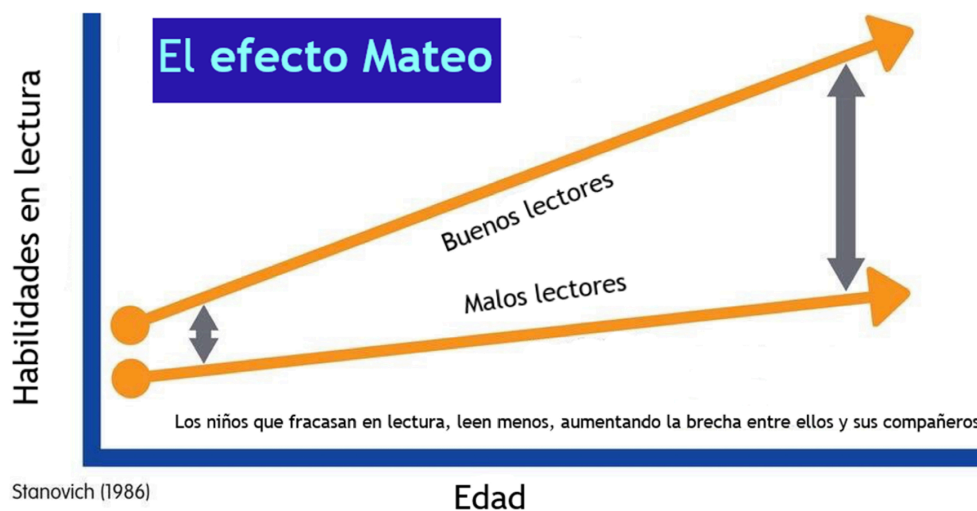 El efecto Mateo
Habilidades en lectura
Buenos lectores
Malos lectores
Los niños que fracasan en lectura, leen menos, aumentando la brecha entre ellos y sus compañeros
Stanovich (1986)
Edad